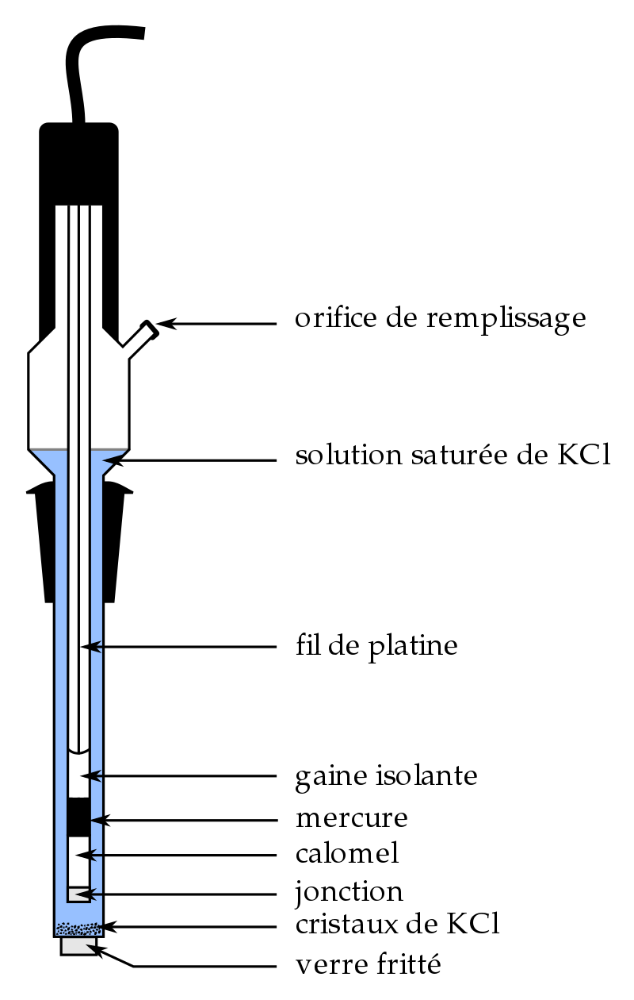 orifice de remplissage
solution saturée de KCl
fil de platine
gaine isolante
mercure
calomel
jonction
cristaux de KCl
verre fritté